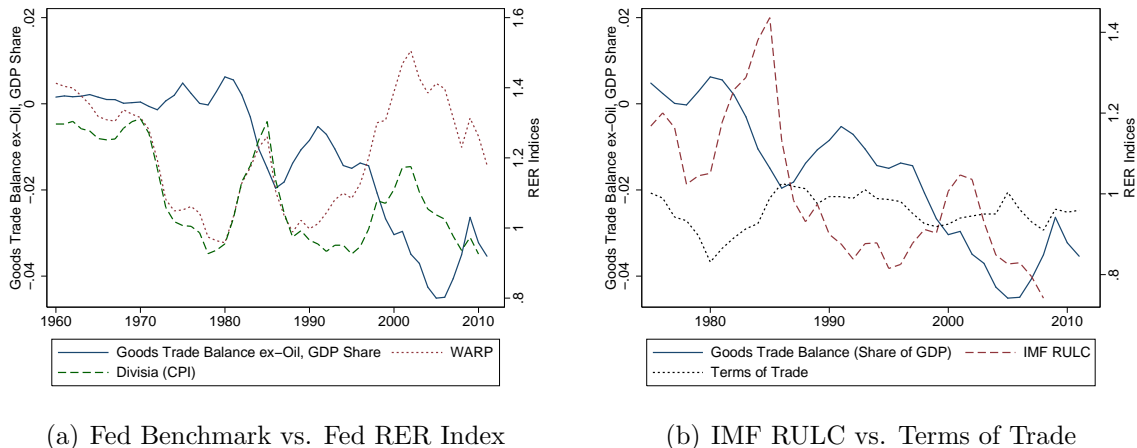 Goods Trade Balance ex−Oil, GDP Share
.02
0
−.02
−.04
1.6
1.4
1.2
1
.8
RER Indices
1960 1970 1980 1990 2000 2010
Goods Trade Balance ex−Oil, GDP Share WARP
Divisia (CPI)
(a) Fed Benchmark vs. Fed RER Index
Goods Trade Balance ex−Oil, GDP Share
.02
0
−.02
−.04
1.4
1.2
1
.8
RER Indices
1980 1990 2000 2010
Goods Trade Balance (Share of GDP) IMF RULC
Terms of Trade
(b) IMF RULC vs. Terms of Trade